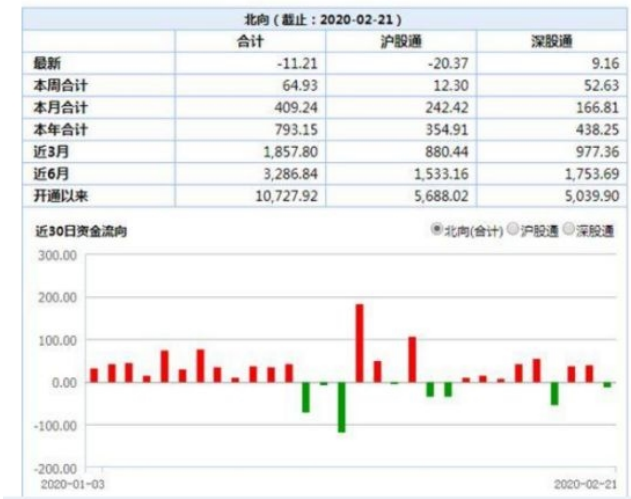 北向（截止：2020-02-21）
合计 沪股通 深股通
最新 -11.21 -20.37 9.16
本周合计 64.93 12.30 52.63
本月合计 409.24 242.42 166.81
本年合计 793.15 354.91 438.25
近3月 1,857.80 880.44 977.36
近6月 3,286.84 1,533.16 1,753.69
开通以来 10,727.92 5,688.02 5,039.90
近30日资金流向 北向(合计) 沪股通 深股通
300.00
200.00
100.00
0.00
-100.00
-200.00
2020-01-03 2020-02-21